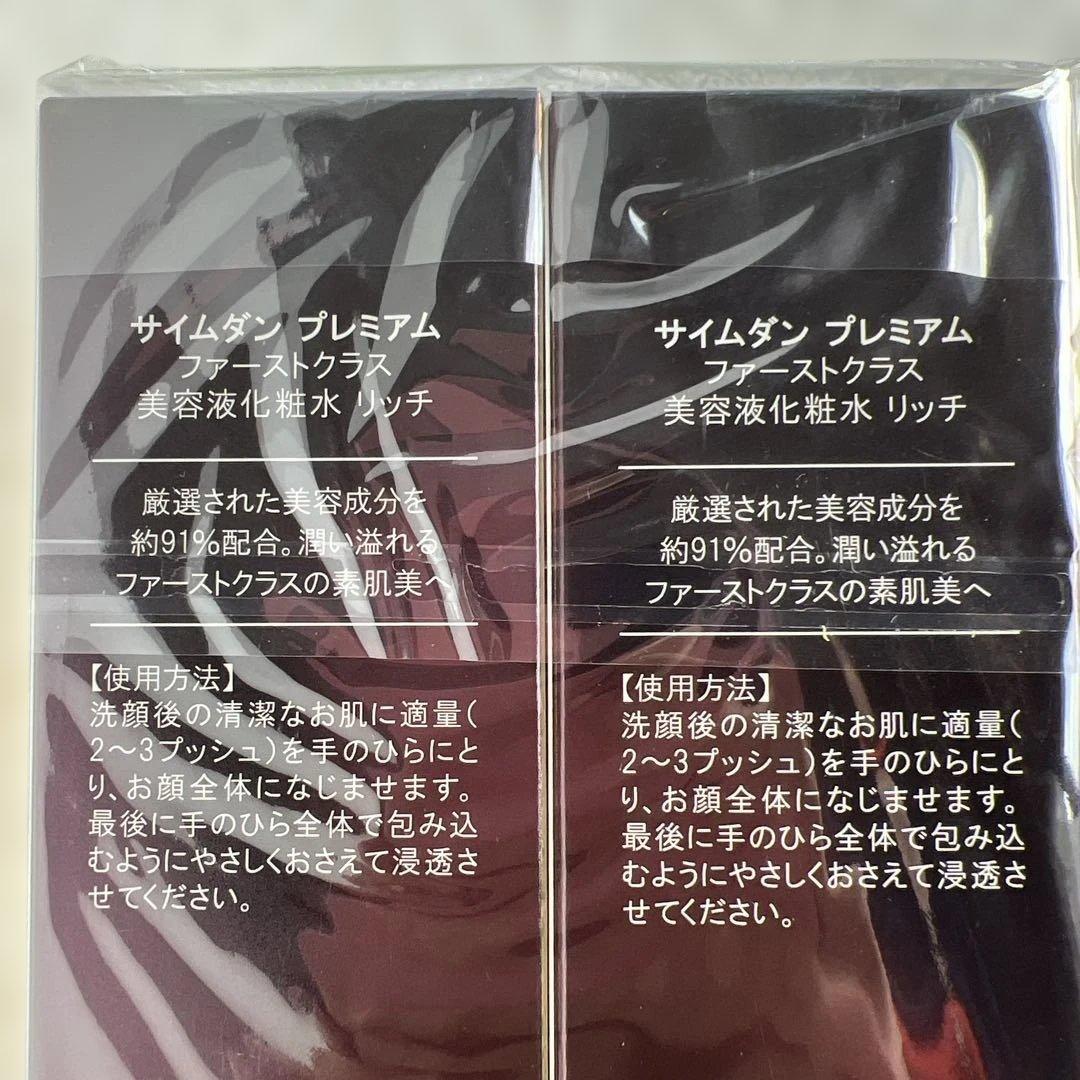 サイムダン プレミアム
ファーストクラス
美容液化粧水 リッチ
厳選された美容成分を
約91%配合。潤い溢れる
ファーストクラスの素肌美へ
【使用方法】
洗顔後の清潔なお肌に適量(
2～3プッシュ)を手のひらにと
り、お顔全体になじませます。
最後に手のひら全体で包み込
むようにやさしくおさえて浸透さ
せてください。
サイムダン プレミアム
ファーストクラス
美容液化粧水 リッチ
厳選された美容成分を
約91%配合。潤い溢れる
ファーストクラスの素肌美へ
【使用方法】
洗顔後の清潔なお肌に適量(
2～3プッシュ)を手のひらにと
り、お顔全体になじませます。
最後に手のひら全体で包み込
むようにやさしくおさえて浸透さ
せてください。